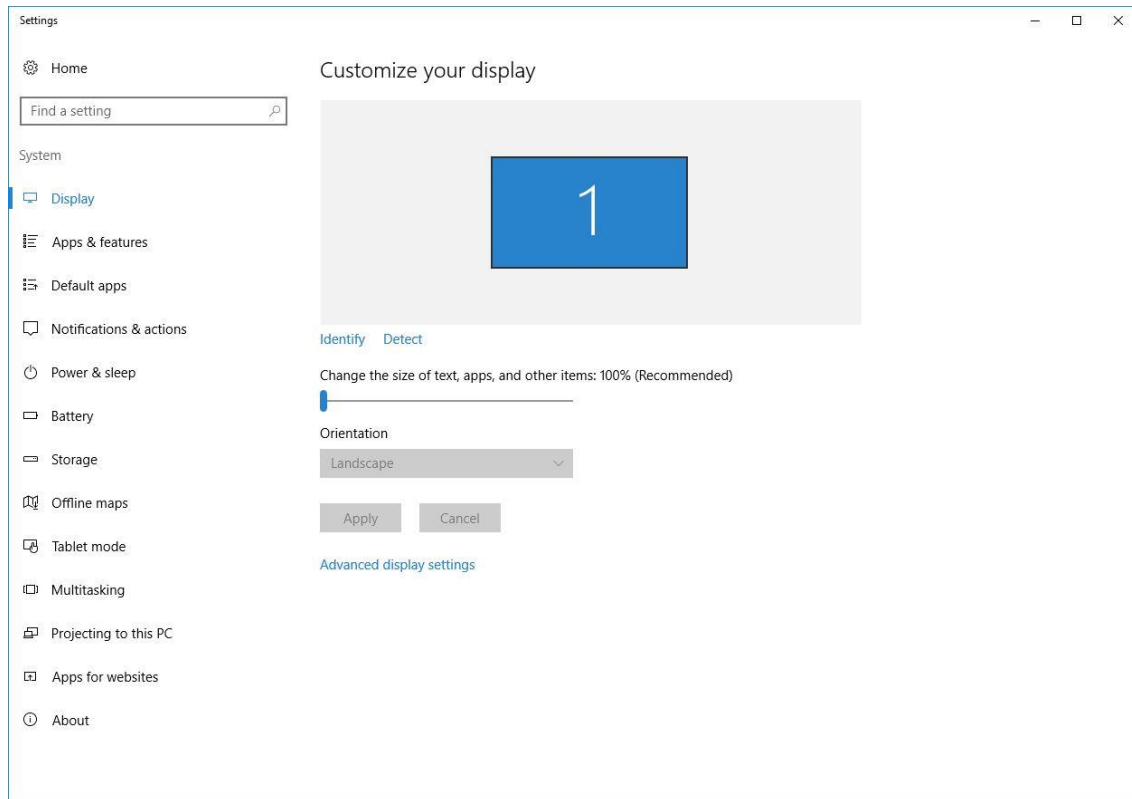 Settings
Home
Find a setting
System
Display
Apps & features
Default apps
Notifications & actions
Power & sleep
Battery
Storage
Offline maps
Tablet mode
Multitasking
Projecting to this PC
Apps for websites
About
Customize your display
1
Identify Detect
Change the size of text, apps, and other items: 100% (Recommended)
Orientation
Landscape
Apply Cancel
Advanced display settings